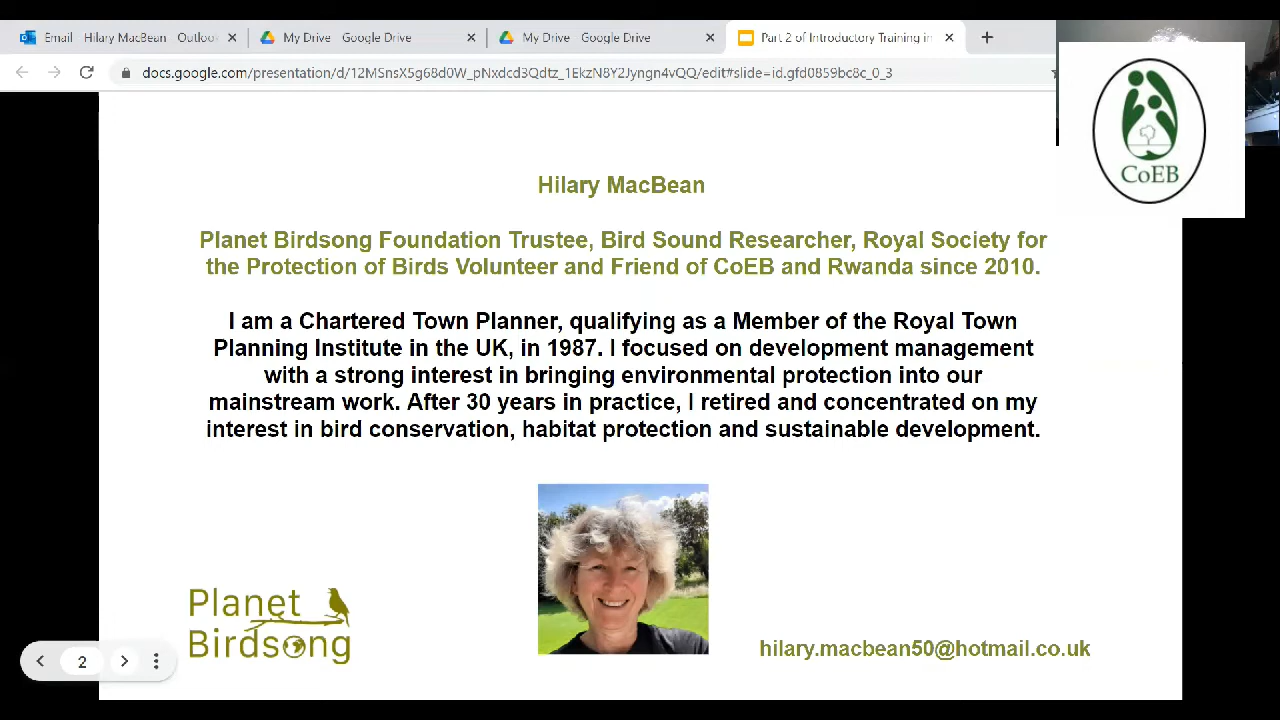 Email Hilary MacBean Outloo
My Drive Google Drive
My Drive Google Drive
Part 2 of Introductory Training in
docs.google.com/presentation/d/12MSnsX5g68d0W_pNxdcd3Qdtz_1EkzN8Y2Jyngn4vQQ/edit#slide=id.gfd0859bc8c_0_3
CoEB
Hilary MacBean
Planet Birdsong Foundation Trustee, Bird Sound Researcher, Royal Society for
the Protection of Birds Volunteer and Friend of CoEB and Rwanda since 2010.
I am a Chartered Town Planner, qualifying as a Member of the Royal Town
Planning Institute in the UK, in 1987. I focused on development management
with a strong interest in bringing environmental protection into our
mainstream work. After 30 years in practice, I retired and concentrated on my
interest in bird conservation, habitat protection and sustainable development.
Planet
Birdsong
hilary.macbean50@hotmail.co.uk
2